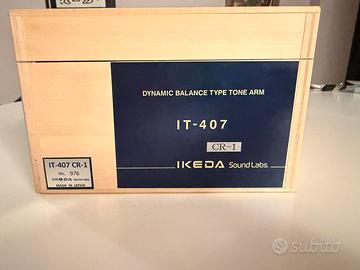 DYNAMIC BALANCE TYPE TONE ARM
IT-407
CR-1
IKEDA Sound Labs.
IT-407 CR-1
No. 976
IKEDA Sound Labs.
MADE IN JAPAN
subito